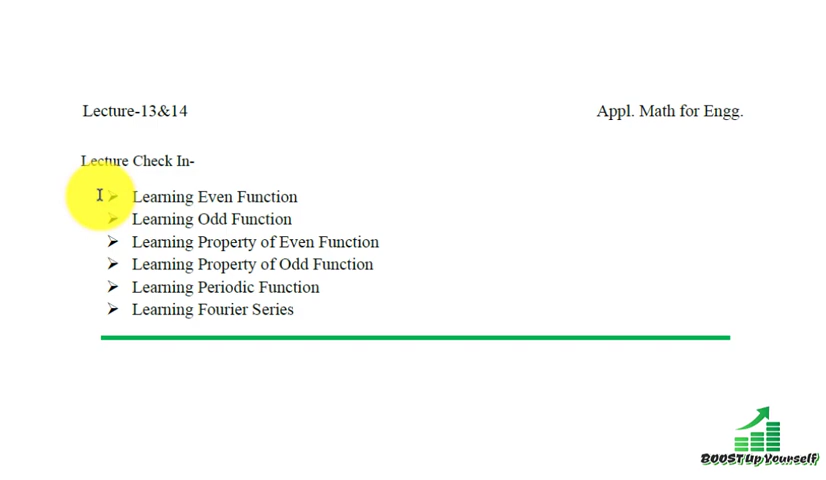 Lecture-13&14 Appl. Math for Engg.
Lecture Check In-
➢ Learning Even Function
➢ Learning Odd Function
➢ Learning Property of Even Function
➢ Learning Property of Odd Function
➢ Learning Periodic Function
➢ Learning Fourier Series
BOOST Up Yourself